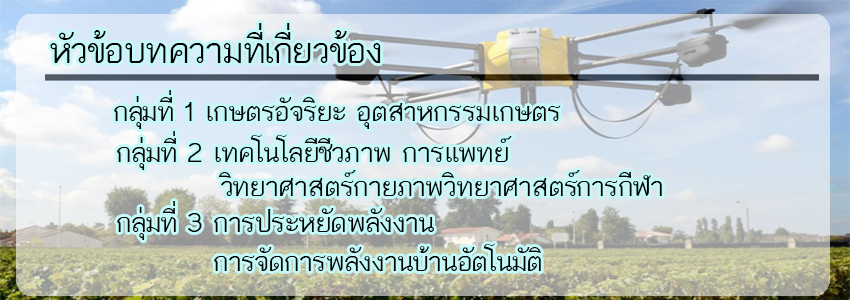 หัวข้อบทความที่เกี่ยวข้อง
กลุ่มที่ 1 เกษตรอัจริยะ อุตสาหกรรมเกษตร
กลุ่มที่ 2 เทคโนโลยีชีวภาพ การแพทย์
วิทยาศาสตร์กายภาพวิทยาศาสตร์การกีฬา
กลุ่มที่ 3 การประหยัดพลังงาน
การจัดการพลังงานบ้านอัตโนมัติ